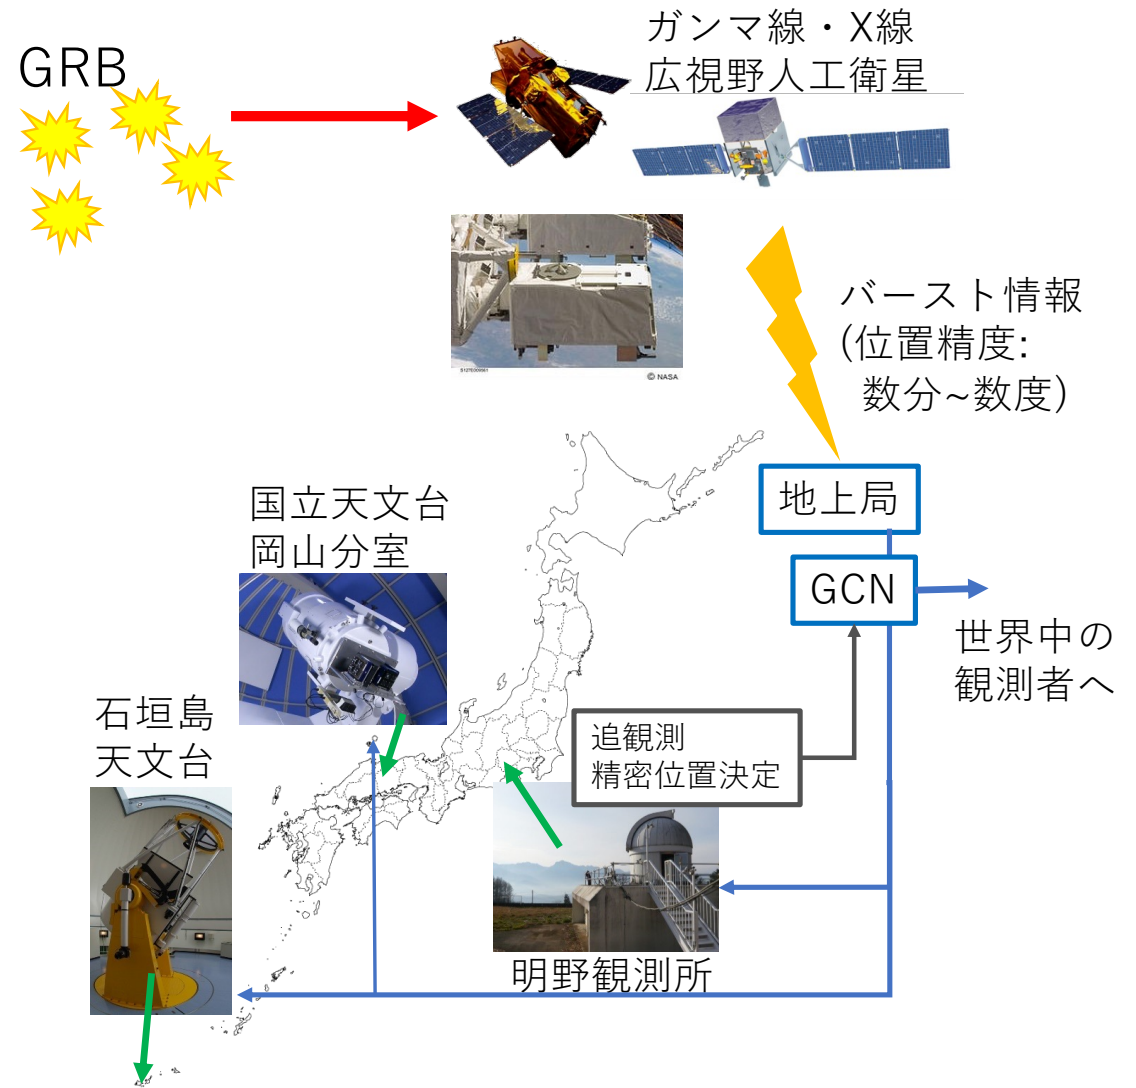 GRB
ガンマ線・X線
広視野人工衛星
S127E009561
© NASA
バースト情報
(位置精度:
数分~数度)
地上局
GCN
世界中の
観測者へ
国立天文台
岡山分室
石垣島
天文台
追観測
精密位置決定
明野観測所